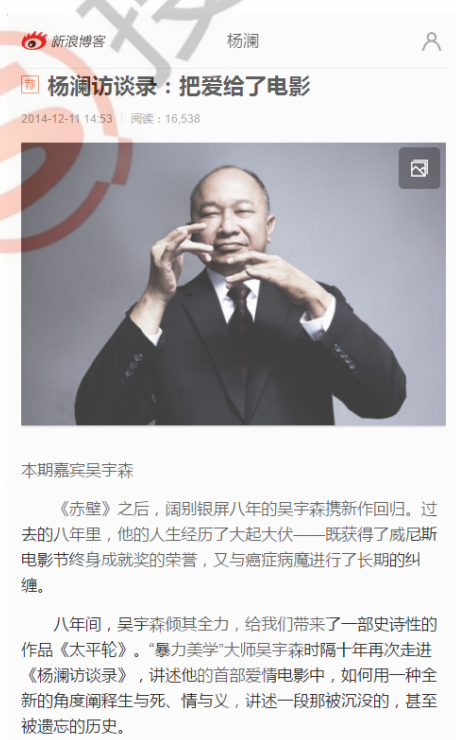 新浪博客
杨澜
荐 杨澜访谈录：把爱给了电影
2014-12-11 14:53 | 阅读：16,538
本期嘉宾吴宇森
《赤壁》之后，阔别银屏八年的吴宇森携新作回归。过
去的八年里，他的人生经历了大起大伏——既获得了威尼斯
电影节终身成就奖的荣誉，又与癌症病魔进行了长期的纠
缠。
八年间，吴宇森倾其全力，给我们带来了一部史诗性的
作品《太平轮》。“暴力美学”大师吴宇森时隔十年再次走进
《杨澜访谈录》，讲述他的首部爱情电影中，如何用一种全
新的角度阐释生与死、情与义，讲述一段那被沉没的，甚至
被遗忘的历史。